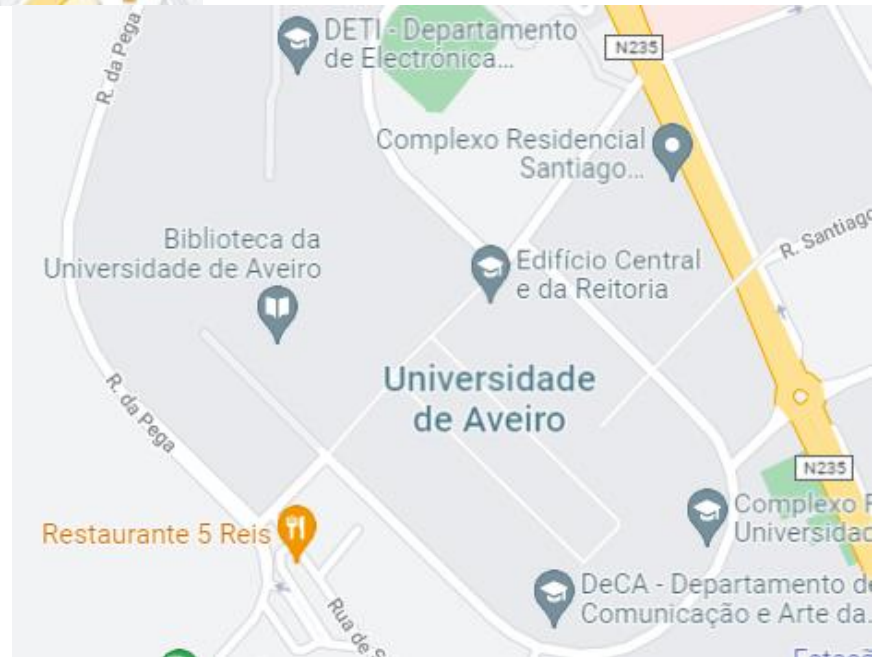 DETI - Departamento
de Electrónica...
N235
R. da Pega
Complexo Residencial
Santiago...
R. Santiago
Biblioteca da
Universidade de Aveiro
Edifício Central
e da Reitoria
Universidade
de Aveiro
R. da Pega
N235
Complexo
Universidad
Restaurante 5 Reis
DeCA - Departamento de
Comunicação e Arte da...
Rua de